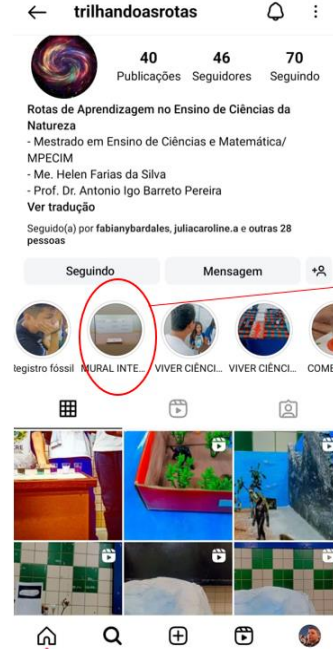 trilhandoasrotas
40 46 70
Publicações Seguidores Seguindo
Rotas de Aprendizagem no Ensino de Ciências da
Natureza
- Mestrado em Ensino de Ciências e Matemática/
MPECIM
- Me. Helen Farias da Silva
- Prof. Dr. Antonio Igo Barreto Pereira
Ver tradução
Seguido(a) por fabianybardales, juliacaroline.a e outras 28
pessoas
Seguindo Mensagem
Registro fóssil MURAL INTE... VIVER CIÊNCI... VIVER CIÊNCI... COME